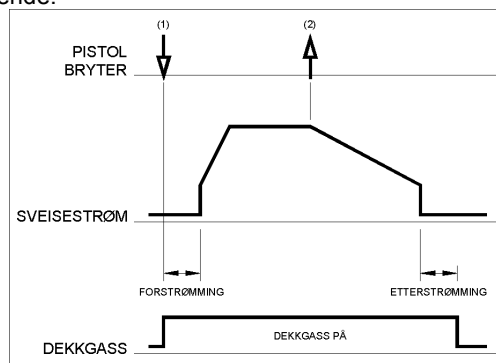 (1)
(2)
PISTOL
BRYTER
SVEISESTRØM
FORSTRØMMING
ETTERSTRØMMING
DEKKGASS PÅ
DEKKGASS